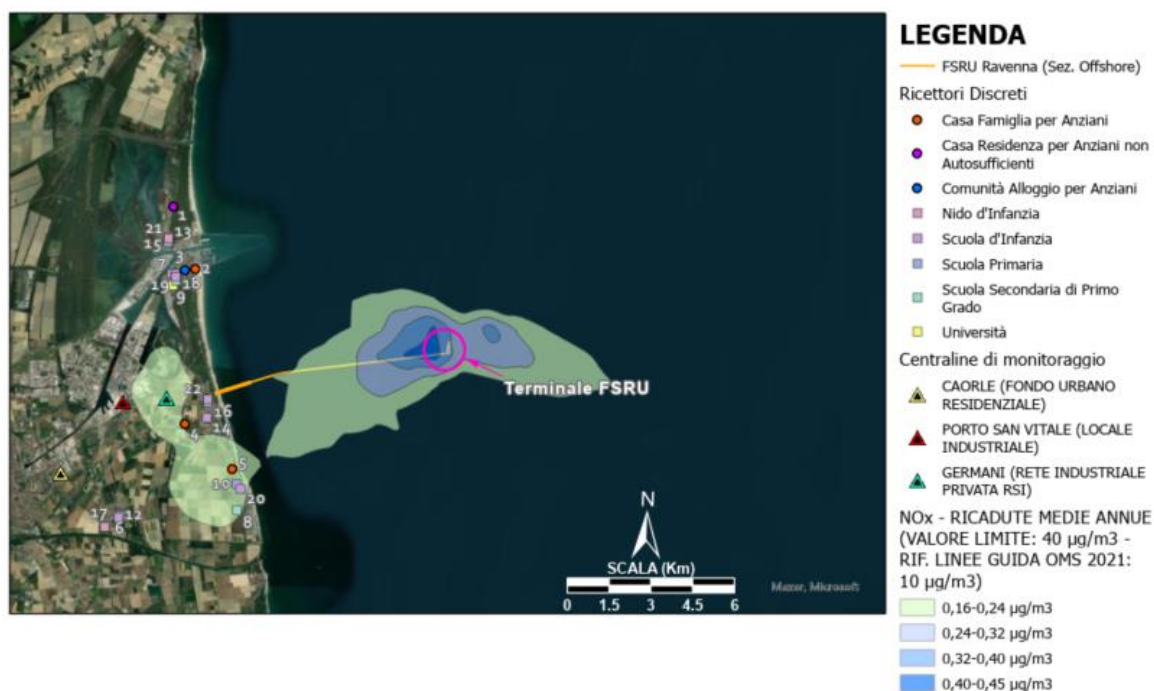 LEGENDA
FSRU Ravenna (Sez. Offshore)
Ricettori Discreti
Casa Famiglia per Anziani
Casa Residenza per Anziani non
Autosufficienti
Comunità Alloggio per Anziani
Nido d'Infanzia
Scuola d'Infanzia
Scuola Primaria
Scuola Secondaria di Primo
Grado
Università
Centraline di monitoraggio
CAORLE (FONDO URBANO
RESIDENZIALE)
PORTO SAN VITALE (LOCALE
INDUSTRIALE)
GERMANI (RETE INDUSTRIALE
PRIVATA RSI)
NOx - RICADUTE MEDIE ANNUE
(VALORE LIMITE: 40 µg/m3 -
RIF. LINEE GUIDA OMS 2021:
10 µg/m3)
0,16-0,24 µg/m3
0,24-0,32 µg/m3
0,32-0,40 µg/m3
0,40-0,45 µg/m3
1
21 13
15
3
7 2
19 18
9
Terminale FSRU
22
16
4 14
5
10
20
8
17 12
6
N
SCALA (Km)
0 1.5 3 4.5 6
Maxar, Microsoft